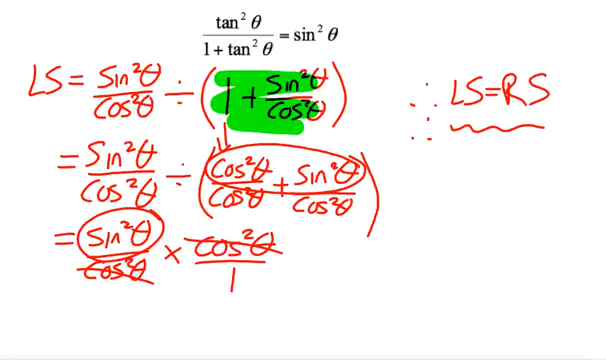 tan² θ / 1 + tan² θ = sin² θ
LS = Sin²θ / Cos²θ ÷ ( 1 + Sin²θ / Cos²θ )
∴ LS = RS
= Sin²θ / Cos²θ ÷ ( Cos²θ / Cos²θ + Sin²θ / Cos²θ )
= Sin²θ / Cos²θ × Cos²θ / 1